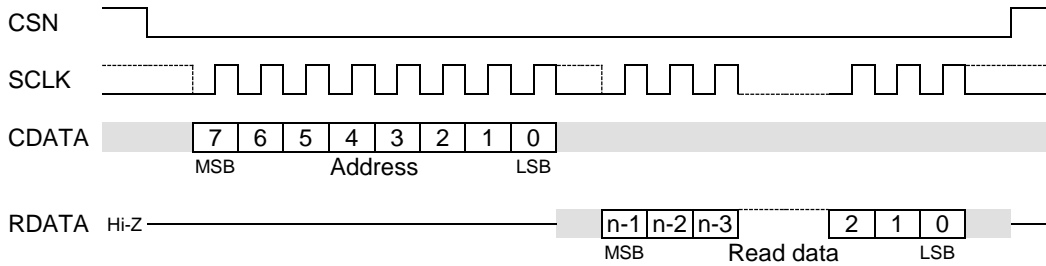 CSN
SCLK
CDATA 7 6 5 4 3 2 1 0
MSB Address LSB
RDATA Hi-Z n-1 n-2 n-3 2 1 0
MSB Read data LSB